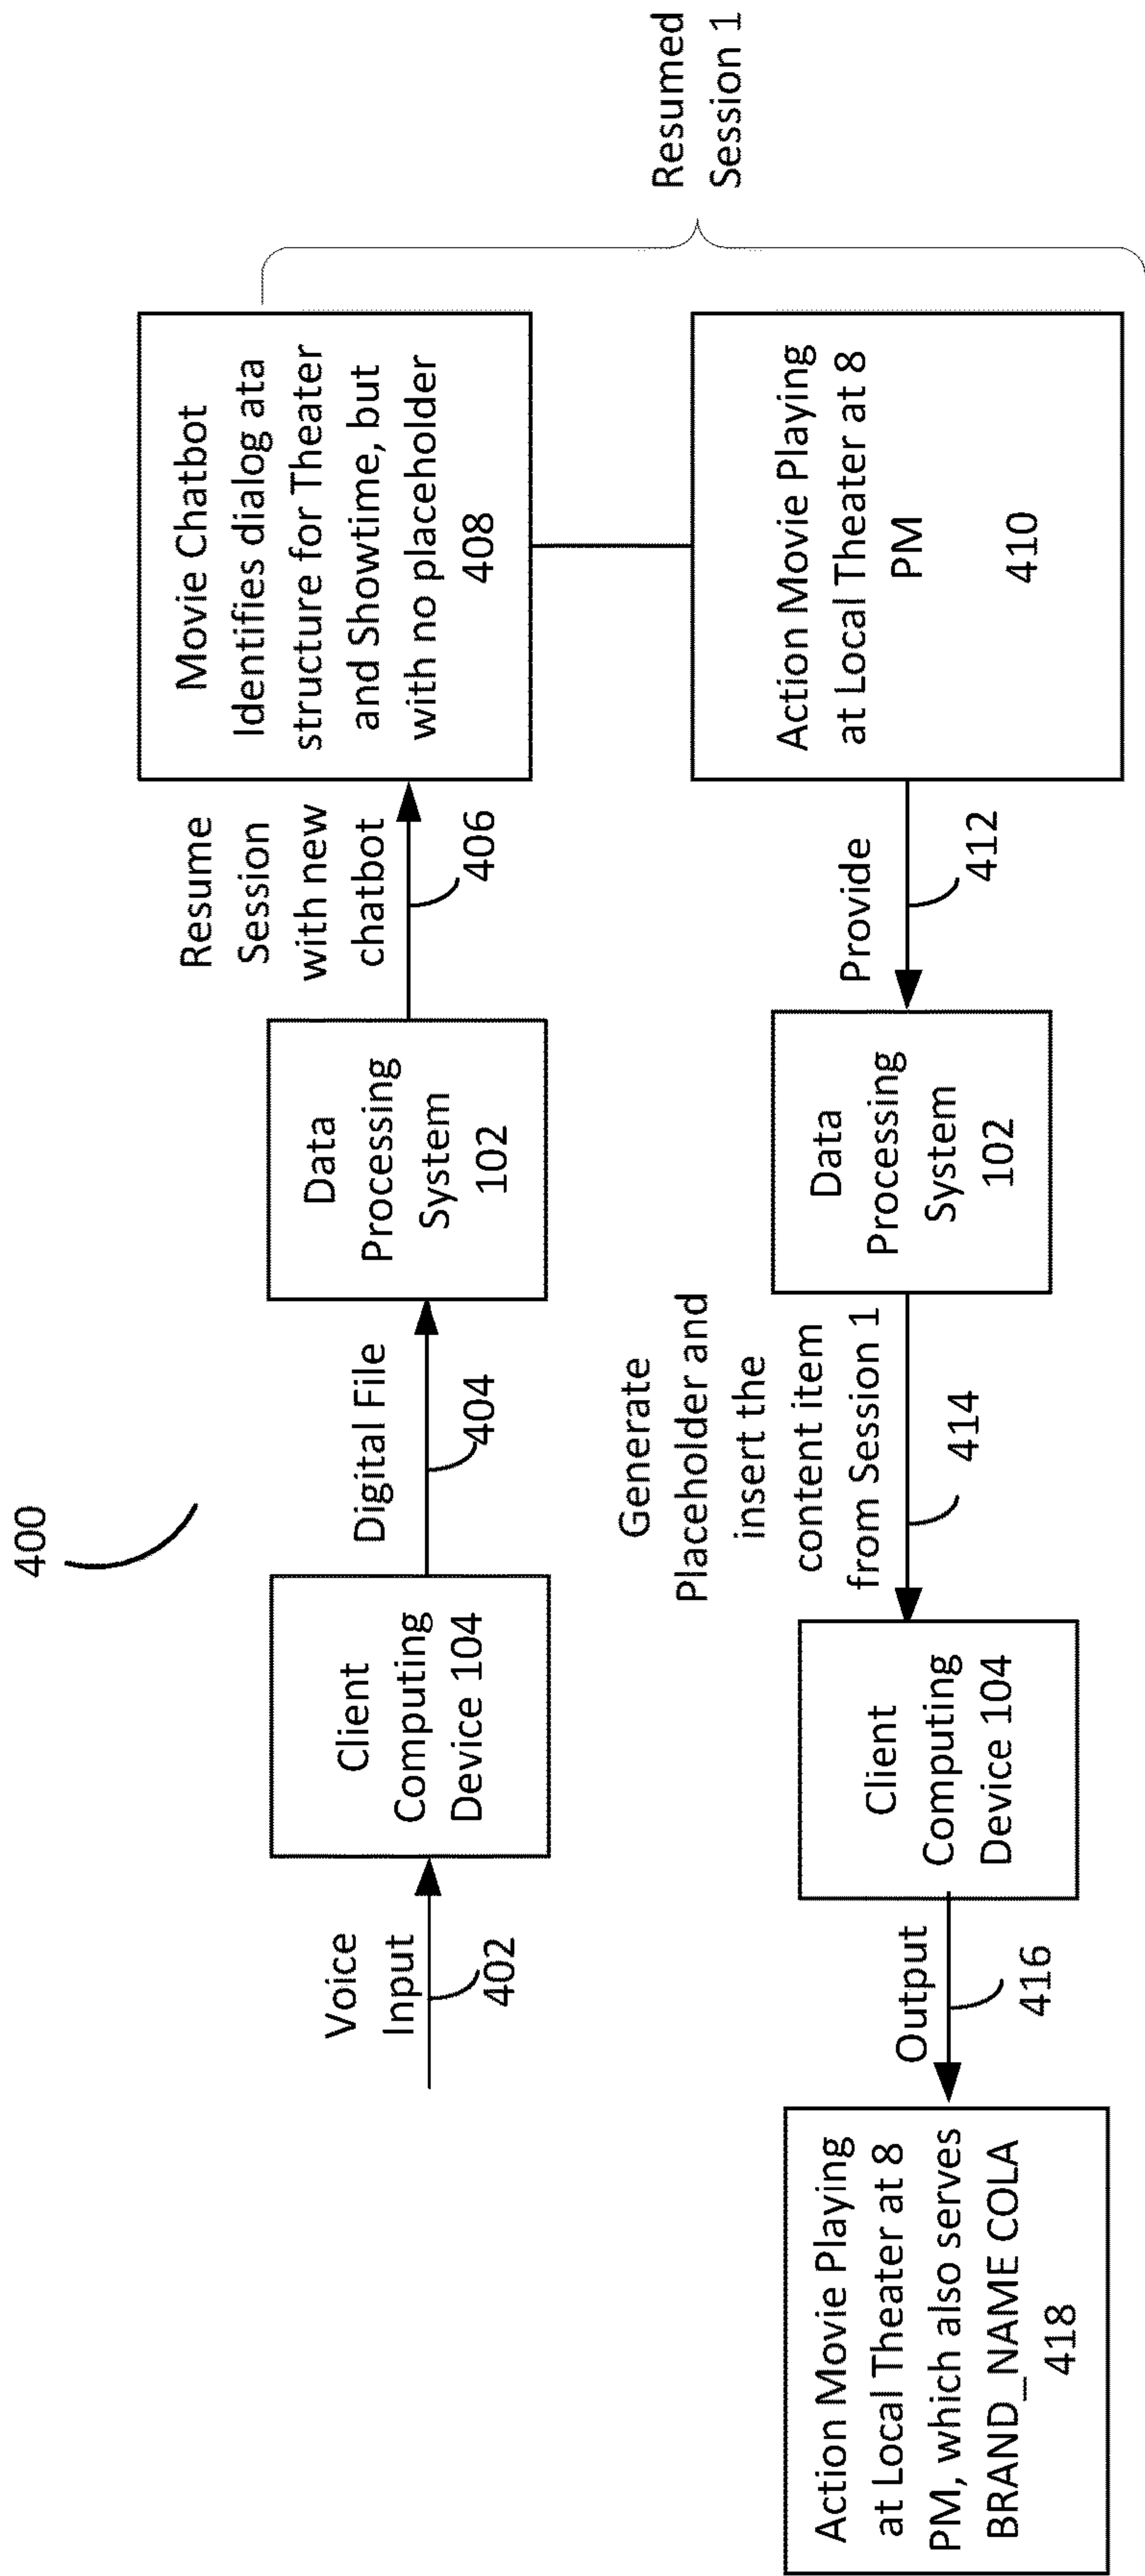 400
Voice
Input
402
Client
Computing
Device 104
Digital File
404
Data
Processing
System
102
Resume
Session
with new
chatbot
406
Movie Chatbot
Identifies dialog ata
structure for Theater
and Showtime, but
with no placeholder
408
Resumed
Session 1
Action Movie Playing
at Local Theater at 8
PM
410
Provide
412
Data
Processing
System
102
Generate
Placeholder and
insert the
content item
from Session 1
414
Client
Computing
Device 104
Output
416
Action Movie Playing
at Local Theater at 8
PM, which also serves
BRAND_NAME COLA
418